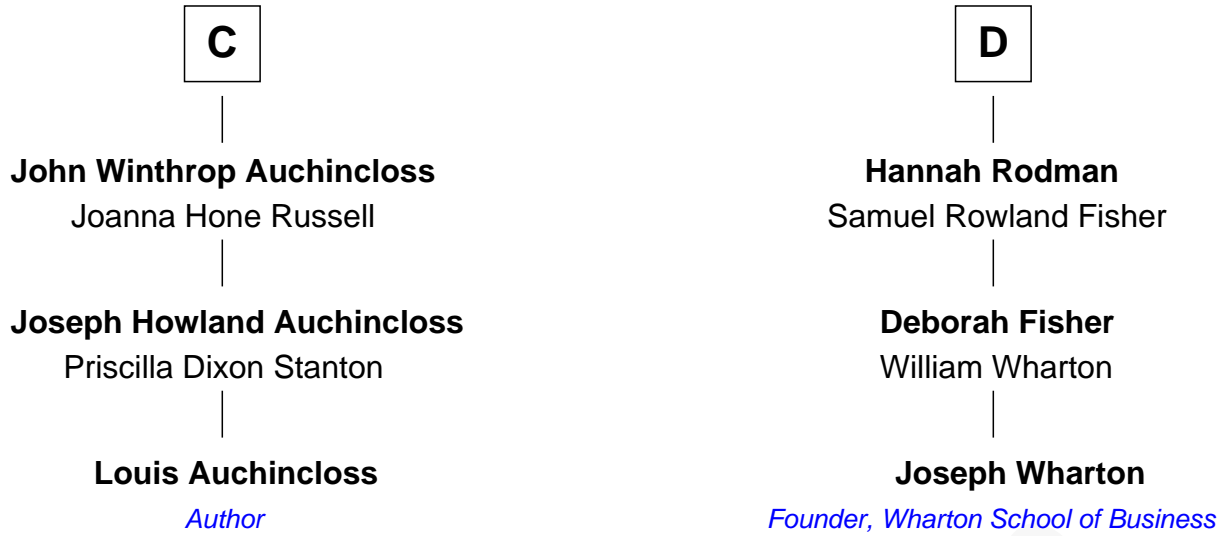 C
John Winthrop Auchincloss
Joanna Hone Russell
Joseph Howland Auchincloss
Priscilla Dixon Stanton
Louis Auchincloss
Author
D
Hannah Rodman
Samuel Rowland Fisher
Deborah Fisher
William Wharton
Joseph Wharton
Founder, Wharton School of Business